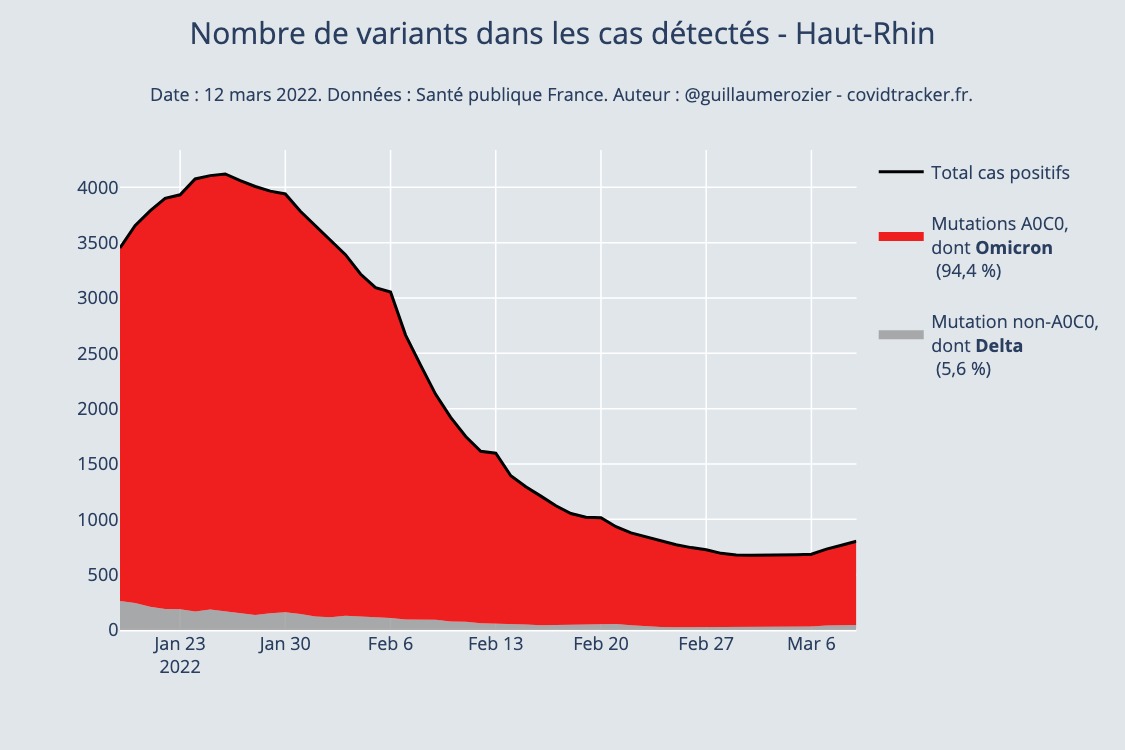 Nombre de variants dans les cas détectés - Haut-Rhin
Date : 12 mars 2022. Données : Santé publique France. Auteur : @guillaumerozier - covidtracker.fr.
4000
3500
3000
2500
2000
1500
1000
500
0
Jan 23
2022
Jan 30
Feb 6
Feb 13
Feb 20
Feb 27
Mar 6
Total cas positifs
Mutations A0C0,
dont Omicron
(94,4 %)
Mutation non-A0C0,
dont Delta
(5,6 %)